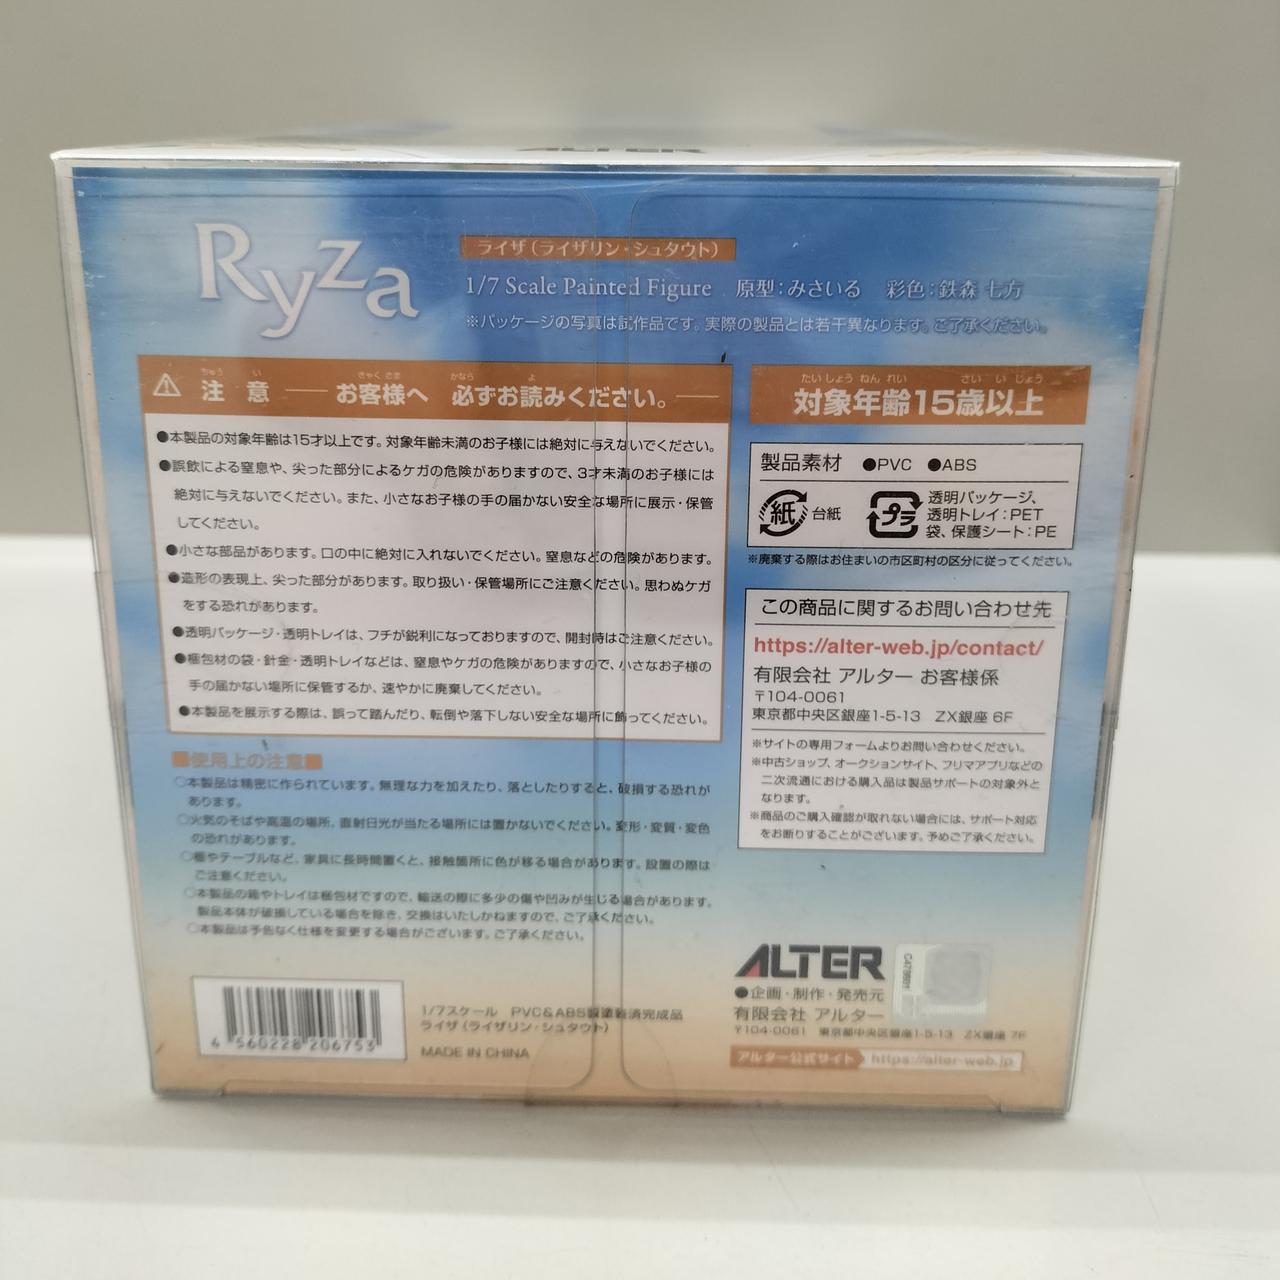 ALTER
Ryza
ライザ(ライザリン・シュタウト)
1/7 Scale Painted Figure 原型：みさいる 彩色：鉄森 七方
※パッケージの写真は試作品です。実際の製品とは若干異なります。ご了承ください。
注意 お客様へ 必ずお読みください。
●本製品の対象年齢は15才以上です。対象年齢未満のお子様には絶対に与えないでください。
●誤飲による窒息や、尖った部分によるケガの危険がありますので、3才未満のお子様には
絶対に与えないでください。また、小さなお子様の手の届かない安全な場所に展示・保管
してください。
●小さな部品があります。口の中に絶対に入れないでください。窒息などの危険があります。
●造形の表現上、尖った部分があります。取り扱い・保管場所にご注意ください。思わぬケガ
をする恐れがあります。
●透明パッケージ・透明トレイは、フチが鋭利になっておりますので、開封時はご注意ください。
●梱包材の袋・針金・透明トレイなどは、窒息やケガの危険がありますので、小さなお子様の
手の届かない場所に保管するか、速やかに廃棄してください。
●本製品を展示する際は、誤って踏んだり、転倒や落下しない安全な場所に飾ってください。
■使用上の注意■
○本製品は精密に作られています。無理な力を加えたり、落としたりすると、破損する恐れが
あります。
○火気のそばや高温の場所、直射日光が当たる場所には置かないでください。変形・変質・変色
の恐れがあります。
○棚やテーブルなど、家具に長時間置くと、接触箇所に色が移る場合があります。設置の際は
ご注意ください。
○本製品の箱やトレイは梱包材ですので、輸送の際に多少の傷や凹みが生じる場合があります。
製品本体が破損している場合を除き、交換はいたしかねますので、ご了承ください。
○本製品は予告なく仕様を変更する場合がございます。ご了承ください。
4 560228 206753
1/7スケール PVC&ABS製塗装済完成品
ライザ(ライザリン・シュタウト)
MADE IN CHINA
たいしょうねんれい さいいじょう
対象年齢15歳以上
製品素材 ●PVC ●ABS
紙 台紙
プラ 透明パッケージ、
透明トレイ：PET
袋、保護シート：PE
※廃棄する際はお住まいの市区町村の区分に従ってください。
この商品に関するお問い合わせ先
https://alter-web.jp/contact/
有限会社 アルター お客様係
〒104-0061
東京都中央区銀座1-5-13 ZX銀座 6F
※サイトの専用フォームよりお問い合わせください。
※中古ショップ、オークションサイト、フリマアプリなどの
二次流通における購入品は製品サポートの対象外と
なります。
※商品のご購入確認が取れない場合には、サポート対応
をお断りすることがございます。予めご了承ください。
ALTER
●企画・制作・発売元
有限会社 アルター
〒104-0061 東京都中央区銀座1-5-13 ZX銀座 7F
アルター公式サイト https://alter-web.jp